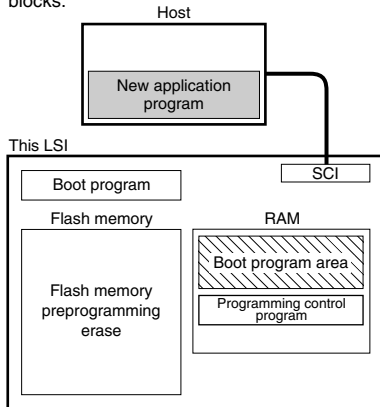 blocks.
Host
New application
program
This LSI
SCI
Boot program
Flash memory
RAM
Flash memory
preprogramming
erase
Boot program area
Programming control
program